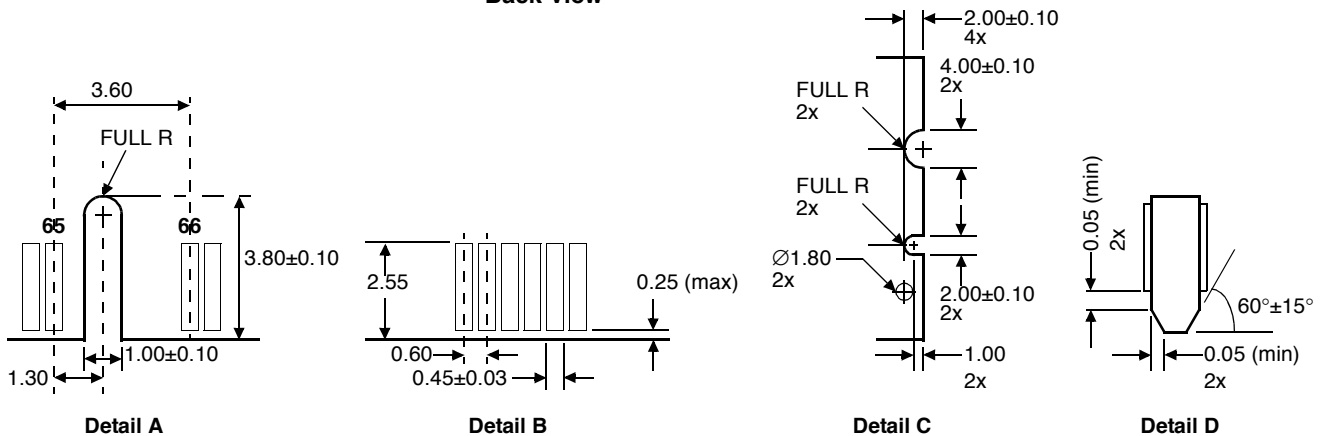 Back View
3.60
FULL R
65
66
3.80±0.10
1.00±0.10
1.30
Detail A
2.55
0.25 (max)
0.60
0.45±0.03
Detail B
2.00±0.10
4x
4.00±0.10
2x
FULL R
2x
FULL R
2x
∅1.80
2x
2.00±0.10
2x
1.00
2x
Detail C
0.05 (min)
2x
60°±15°
0.05 (min)
2x
Detail D